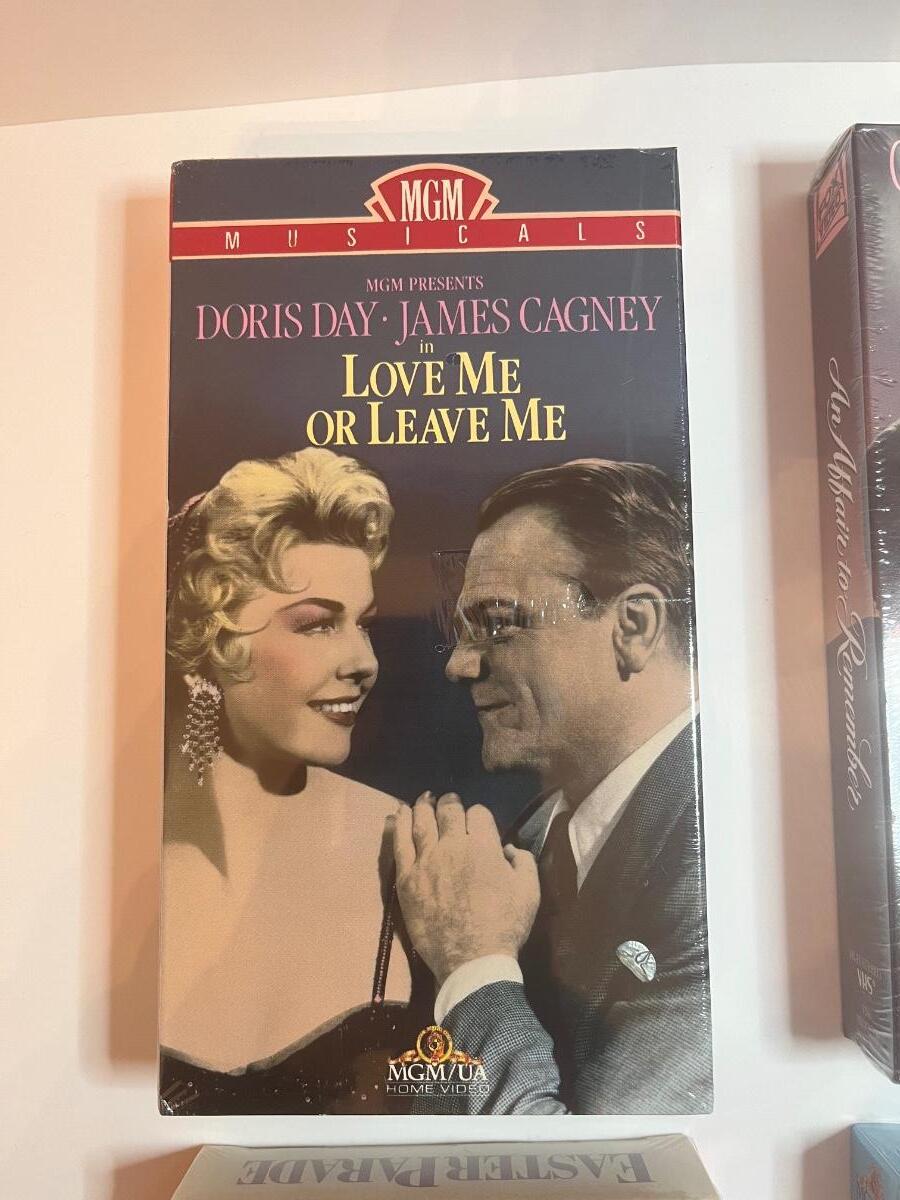 MGM
MUSICALS
MGM PRESENTS
DORIS DAY · JAMES CAGNEY
in
LOVE ME
OR LEAVE ME
MGM/UA
HOME VIDEO
An Affair to Remember
VHS
EASTER PARADE